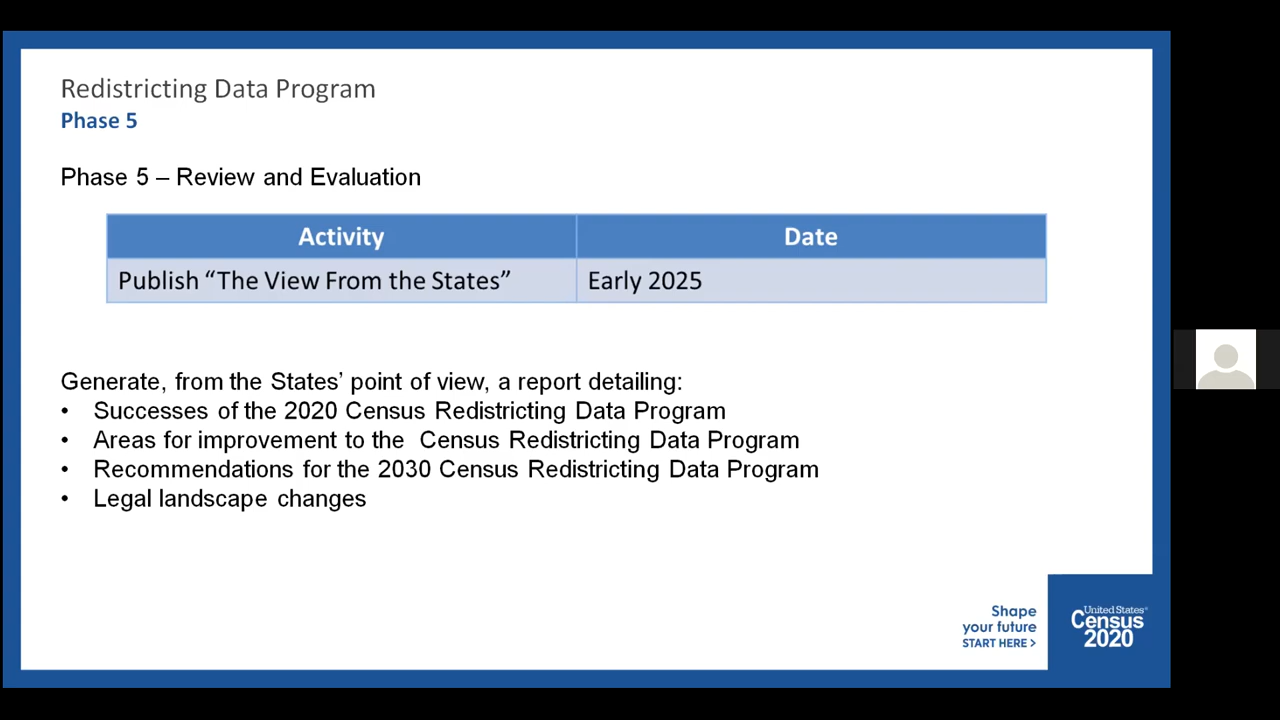 Redistricting Data Program
Phase 5
Phase 5 – Review and Evaluation
Activity
Date
Publish “The View From the States”
Early 2025
Generate, from the States’ point of view, a report detailing:
• Successes of the 2020 Census Redistricting Data Program
• Areas for improvement to the  Census Redistricting Data Program
• Recommendations for the 2030 Census Redistricting Data Program
• Legal landscape changes
Shape
your future
START HERE >
United States®
Census
2020